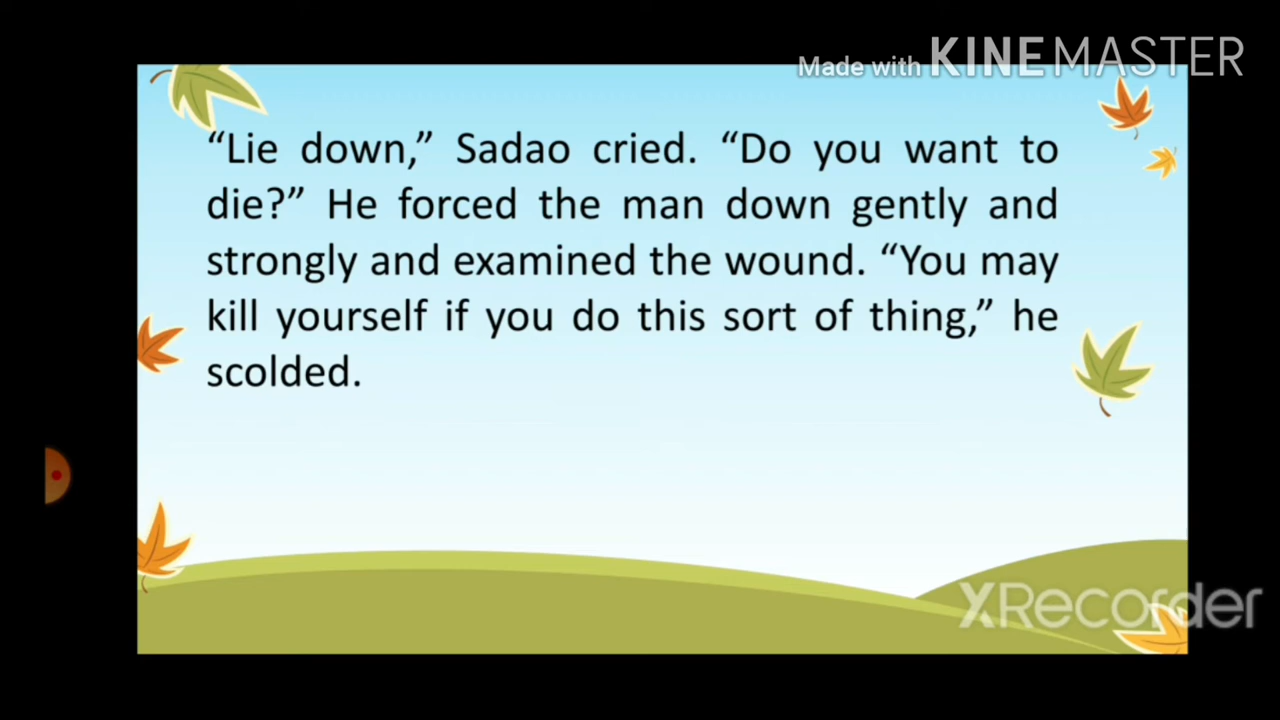 Made with KINEMASTER
“Lie down,” Sadao cried. “Do you want to
die?” He forced the man down gently and
strongly and examined the wound. “You may
kill yourself if you do this sort of thing,” he
scolded.
XRecorder